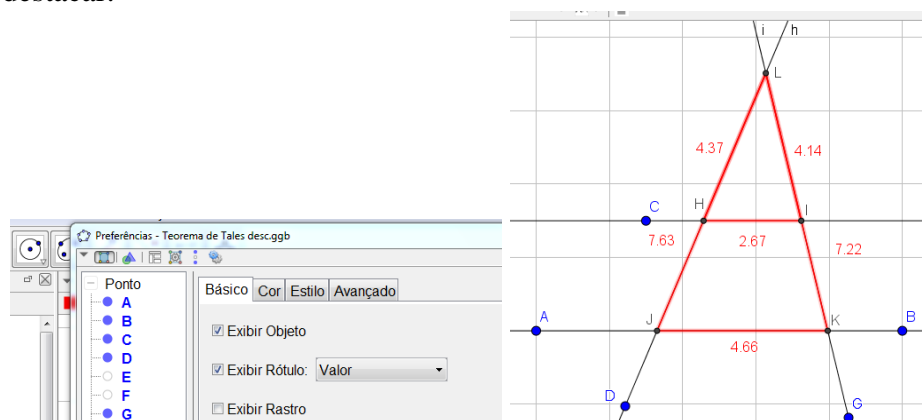 i h
L
4.37 4.14
C H I
7.63 2.67 7.22
A J K B
4.66
D G
Preferências - Teorema de Tales desc.ggb
Ponto
A
B
C
D
E
F
G
Básico Cor Estilo Avançado
Exibir Objeto
Exibir Rótulo: Valor
Exibir Rastro